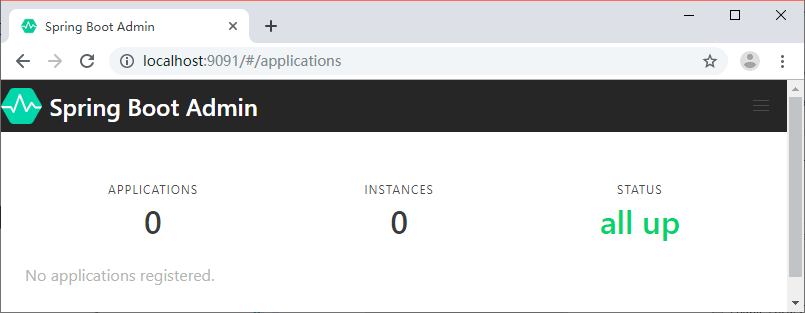 Spring Boot Admin
localhost:9091/#/applications
Spring Boot Admin
APPLICATIONS INSTANCES STATUS
0 0 all up
No applications registered.